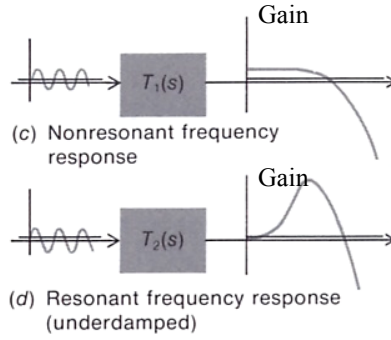 Gain
T₁(s)
(c) Nonresonant frequency
response
Gain
T₂(s)
(d) Resonant frequency response
(underdamped)